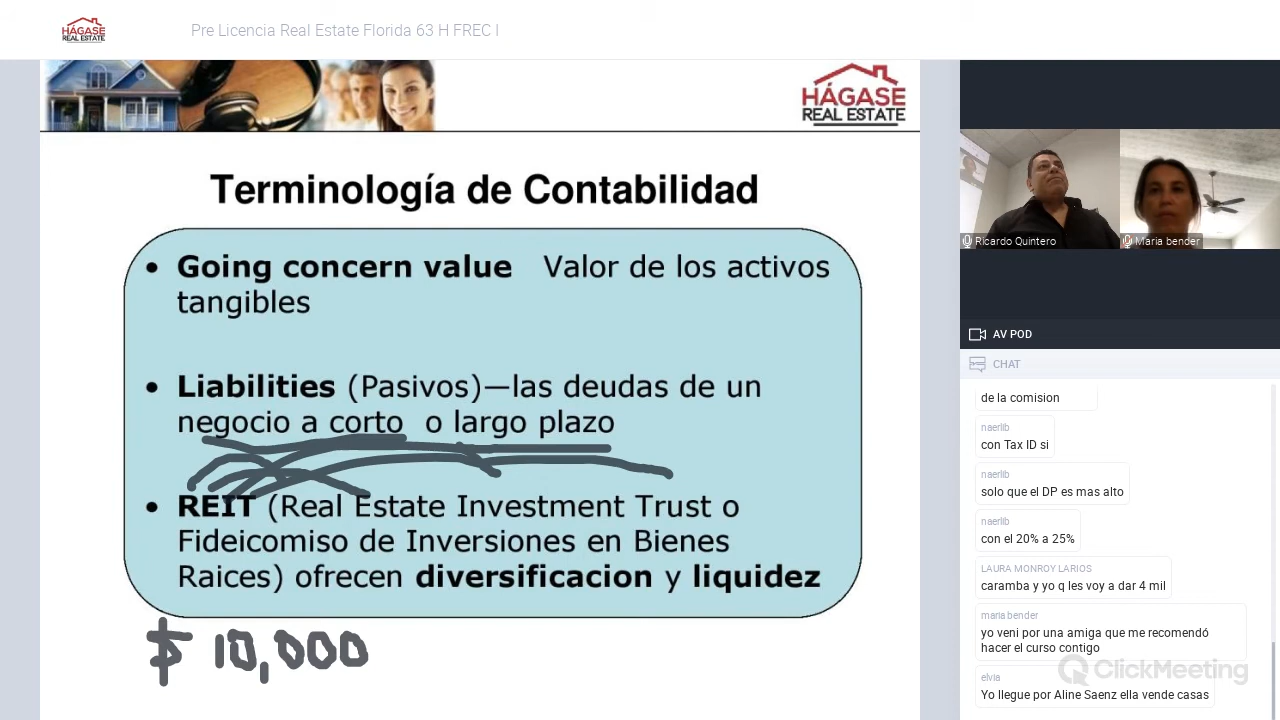 HÁGASE
REAL ESTATE
Pre Licencia Real Estate Florida 63 H FREC I
HÁGASE
REAL ESTATE
Terminología de Contabilidad
• Going concern value Valor de los activos
tangibles
• Liabilities (Pasivos)—las deudas de un
negocio a corto o largo plazo
• REIT (Real Estate Investment Trust o
Fideicomiso de Inversiones en Bienes
Raices) ofrecen diversificacion y liquidez
$ 10,000
Ricardo Quintero
Maria bender
AV POD
CHAT
de la comision
naerlib
con Tax ID si
naerlib
solo que el DP es mas alto
naerlib
con el 20% a 25%
LAURA MONROY LARIOS
caramba y yo q les voy a dar 4 mil
maria bender
yo veni por una amiga que me recomendó
hacer el curso contigo
ClickMeeting
elvia
Yo llegue por Aline Saenz ella vende casas